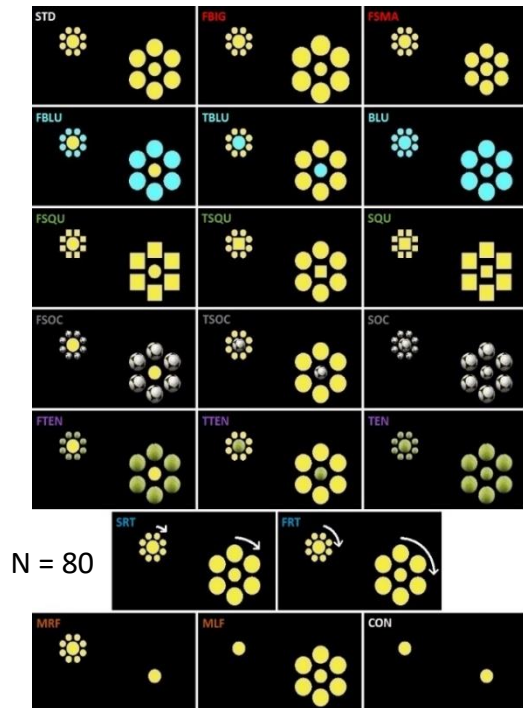 STD FBIG FSMA
FBLU TBLU BLU
FSQU TSQU SQU
FSOC TSOC SOC
FTEN TTEN TEN
SRT FRT
N = 80
MRF MLF CON